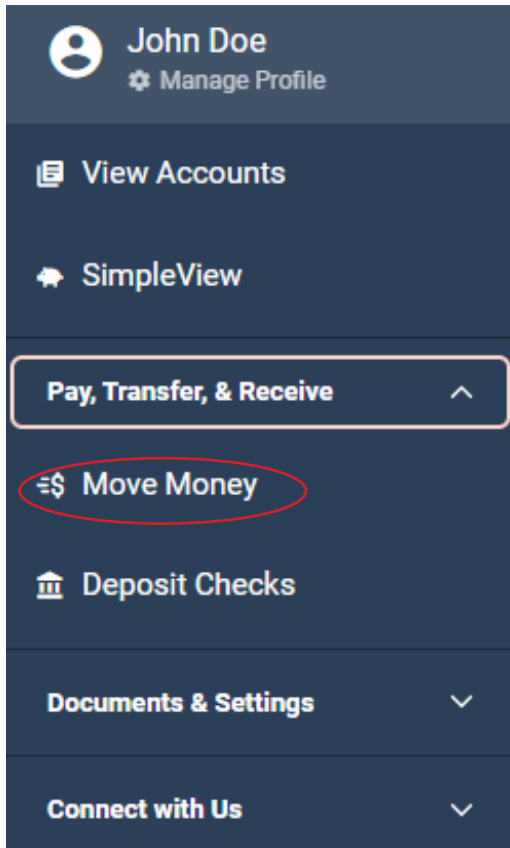 John Doe
Manage Profile
View Accounts
SimpleView
Pay, Transfer, & Receive
Move Money
Deposit Checks
Documents & Settings
Connect with Us